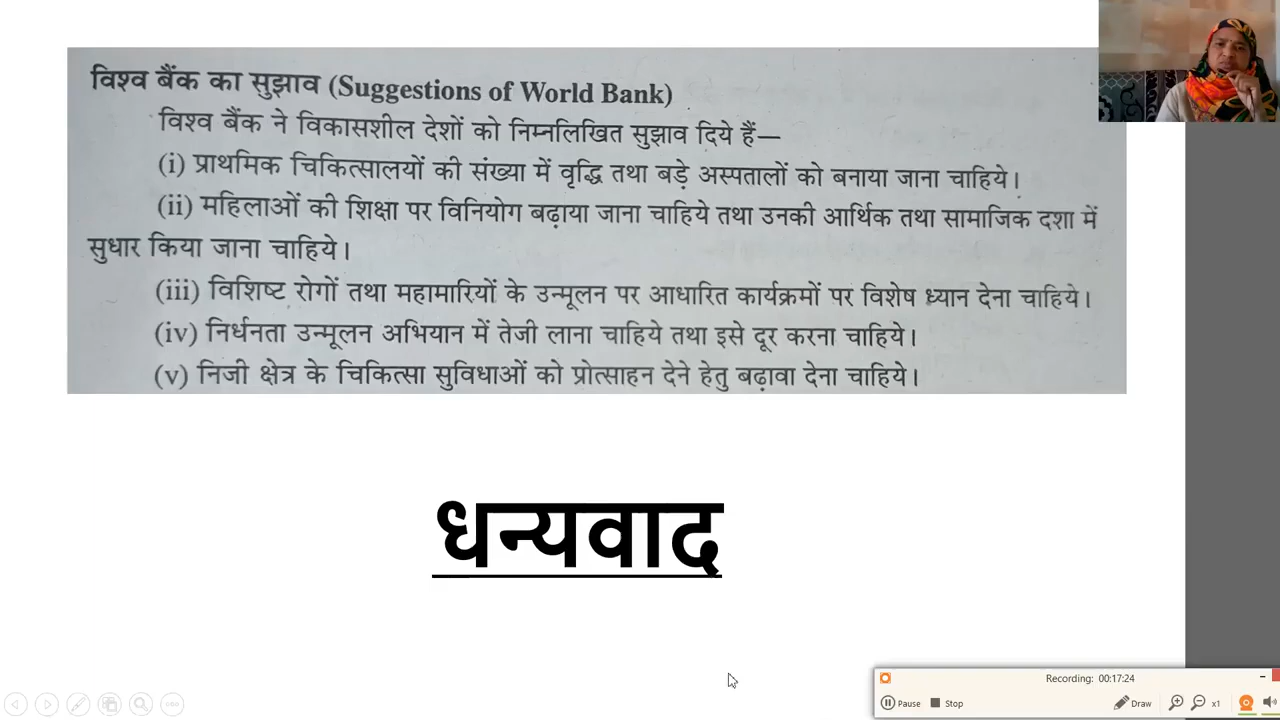 विश्व बैंक का सुझाव (Suggestions of World Bank)
विश्व बैंक ने विकासशील देशों को निम्नलिखित सुझाव दिये हैं—
(i) प्राथमिक चिकित्सालयों की संख्या में वृद्धि तथा बड़े अस्पतालों को बनाया जाना चाहिये।
(ii) महिलाओं की शिक्षा पर विनियोग बढ़ाया जाना चाहिये तथा उनकी आर्थिक तथा सामाजिक दशा में
सुधार किया जाना चाहिये।
(iii) विशिष्ट रोगों तथा महामारियों के उन्मूलन पर आधारित कार्यक्रमों पर विशेष ध्यान देना चाहिये।
(iv) निर्धनता उन्मूलन अभियान में तेजी लाना चाहिये तथा इसे दूर करना चाहिये।
(v) निजी क्षेत्र के चिकित्सा सुविधाओं को प्रोत्साहन देने हेतु बढ़ावा देना चाहिये।
धन्यवाद
Recording: 00:17:24
Pause Stop Draw x1